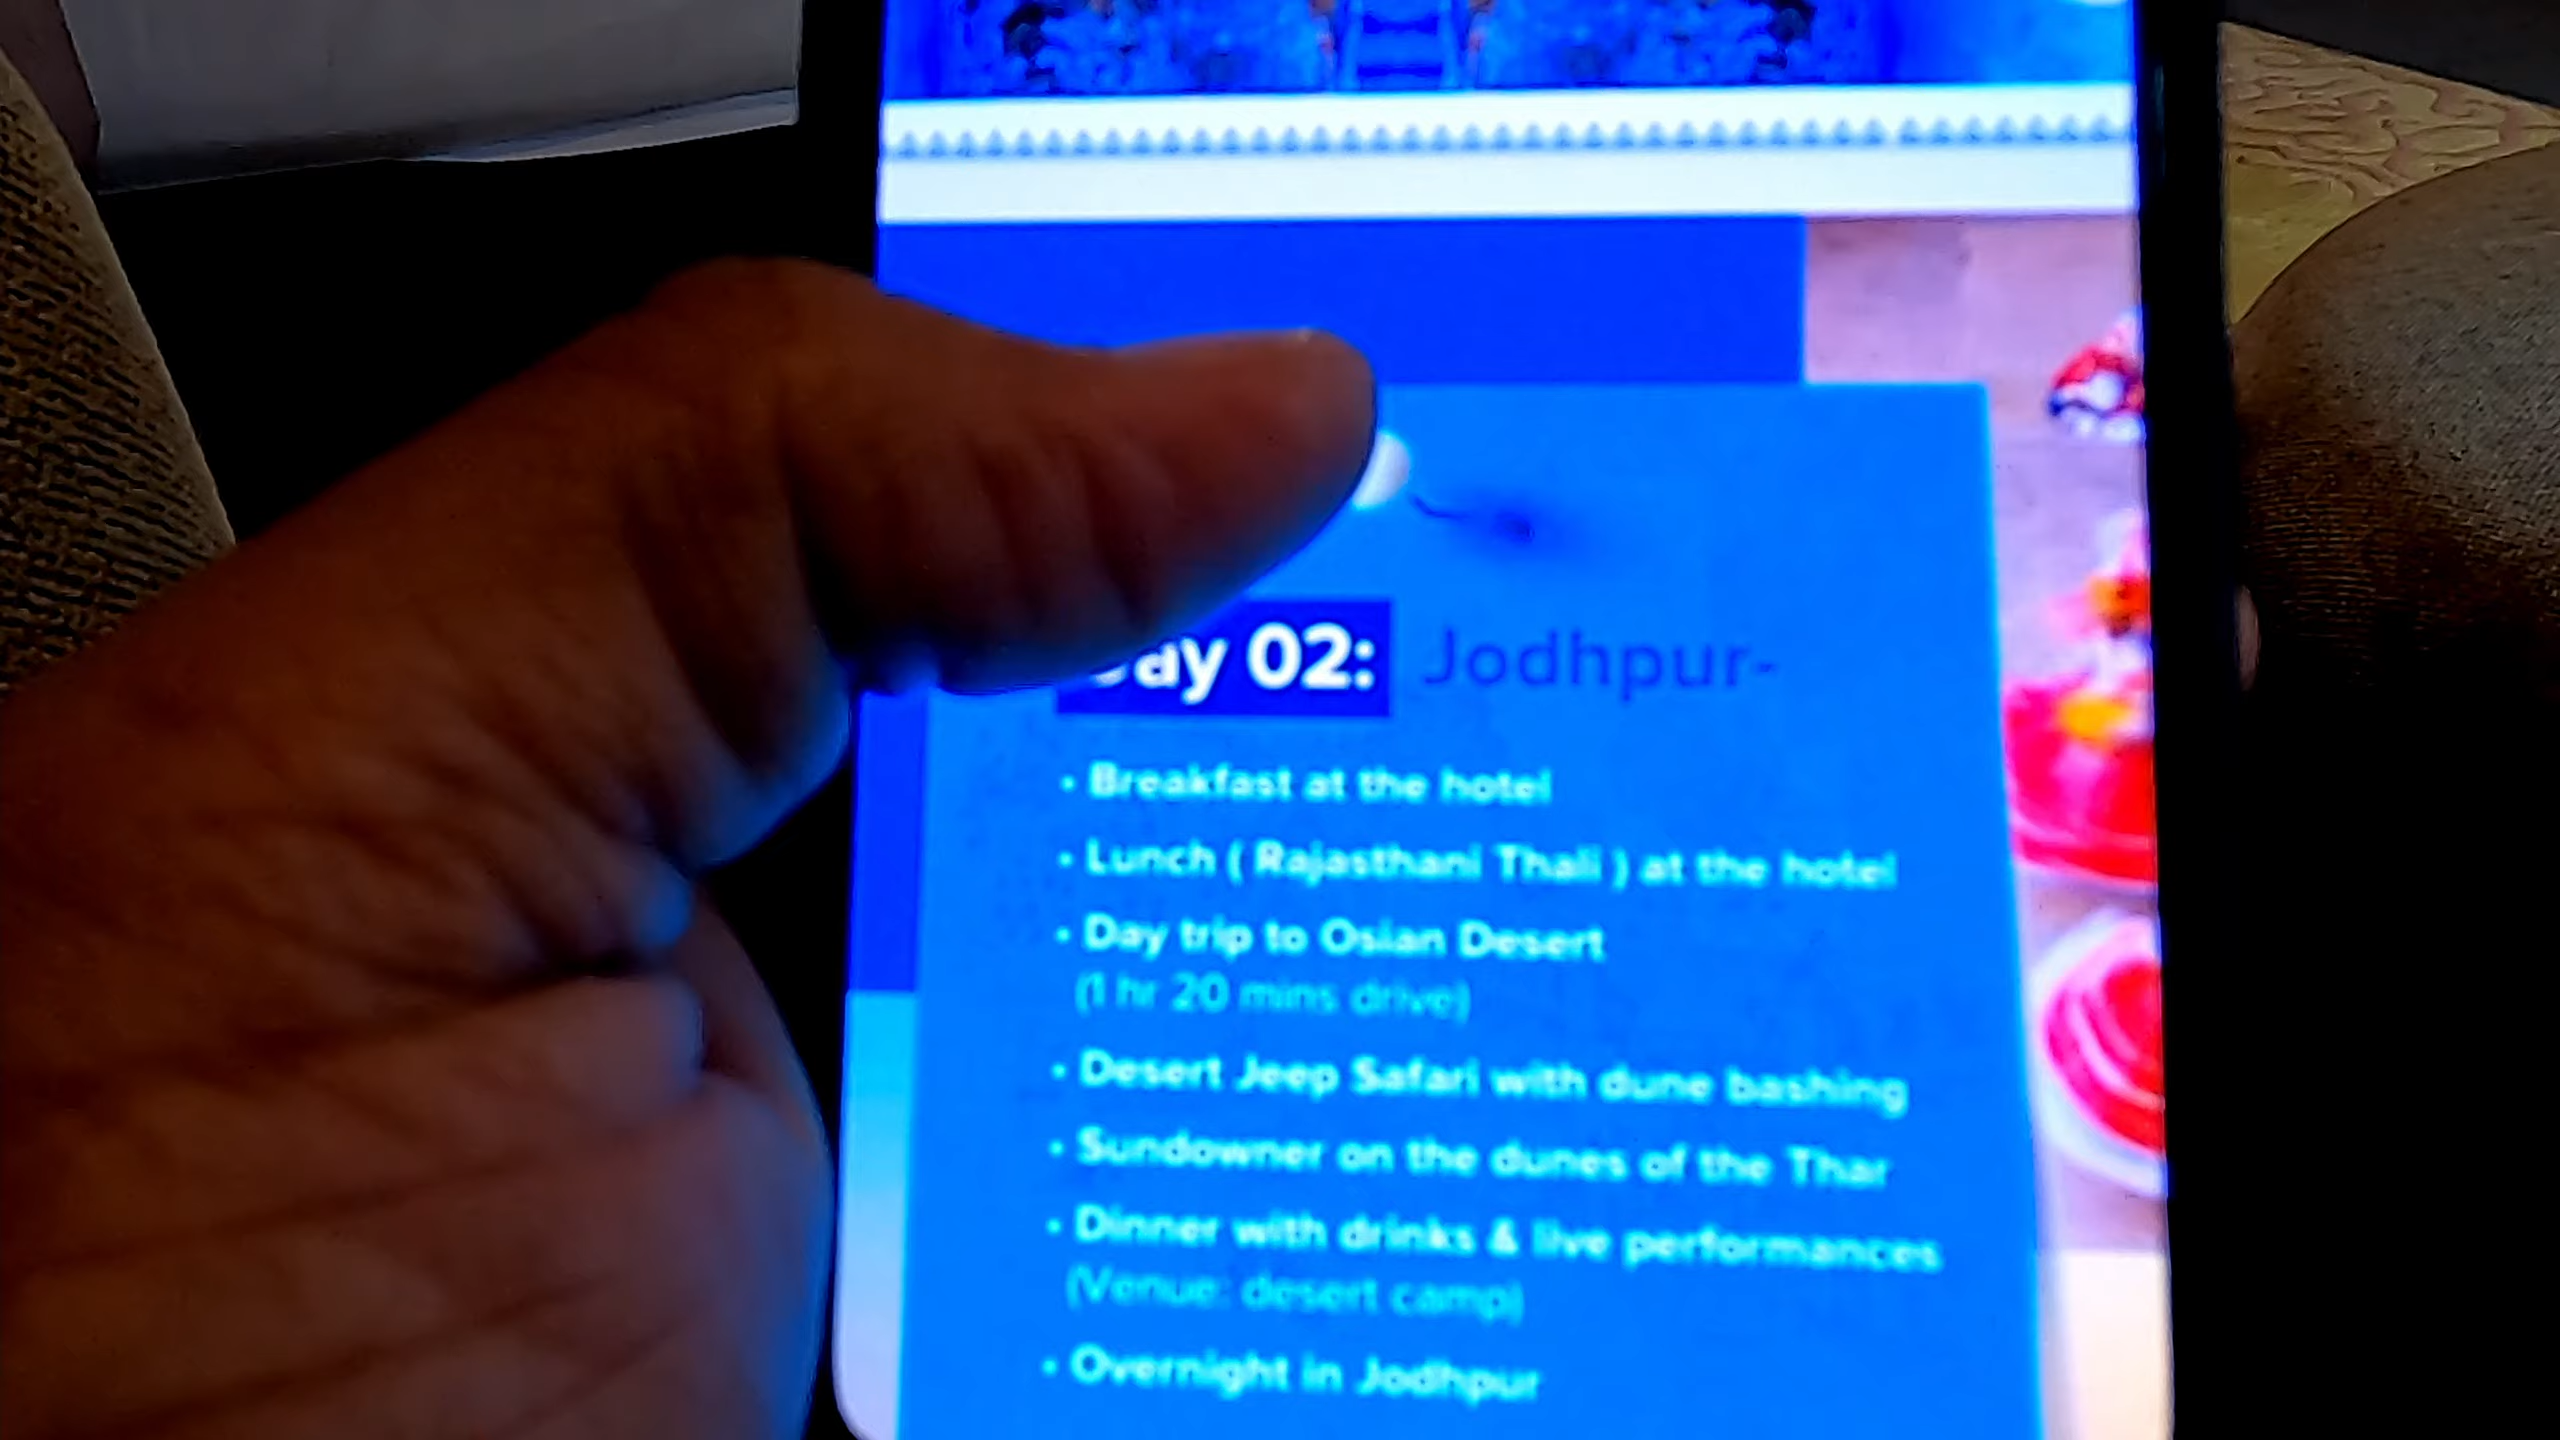 ay 02: Jodhpur-
• Breakfast at the hotel
• Lunch ( Rajasthani Thali ) at the hotel
• Day trip to Osian Desert
(1 hr 20 mins drive)
• Desert Jeep Safari with dune bashing
• Sundowner on the dunes of the Thar
• Dinner with drinks & live performances
(Venue: desert camp)
• Overnight in Jodhpur